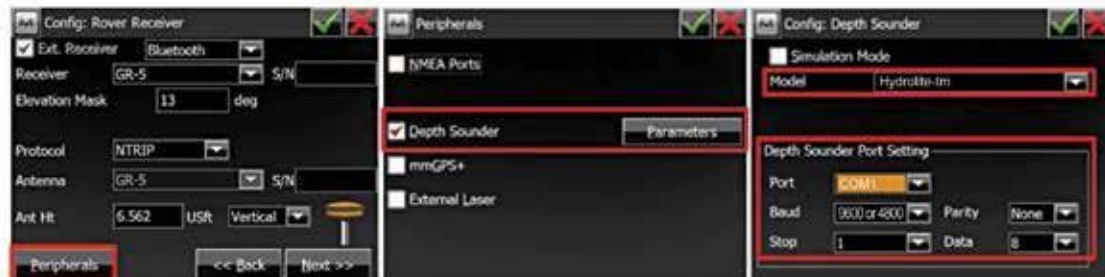 Config: Rover Receiver
Ext. Receiver Bluetooth
Receiver GR-5 S/N
Elevation Mask 13 deg
Protocol NTRIP
Antenna GR-5 S/N
Ant Ht 6.562 USft Vertical
Peripherals << Back Next >>
Peripherals
NMEA Ports
Depth Sounder Parameters
mmGPS+
External Laser
Config: Depth Sounder
Simulation Mode
Model Hydrolite-tm
Depth Sounder Port Setting
Port COM1
Baud 9600 or 4800 Parity None
Stop 1 Data 8